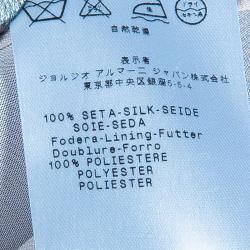 自然乾燥
表示者
ジョルジオ アルマーニ ジャパン株式会社
東京都中央区銀座5-5-4
100% SETA-SILK-SEIDE
SOIE-SEDA
Fodera-Lining-Futter
Doublure-Forro
100% POLIESTERE
POLYESTER
POLIESTER